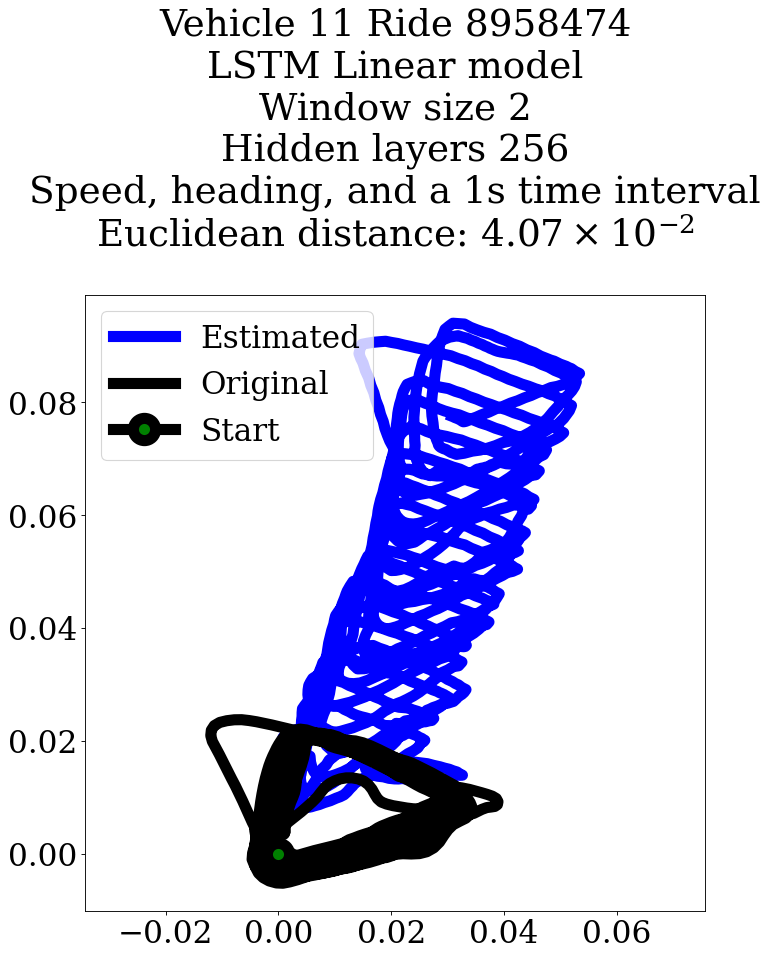 Vehicle 11 Ride 8958474
LSTM Linear model
Window size 2
Hidden layers 256
Speed, heading, and a 1s time interval
Euclidean distance: 4.07 × 10⁻²
Estimated
Original
Start
0.08
0.06
0.04
0.02
0.00
−0.02 0.00 0.02 0.04 0.06